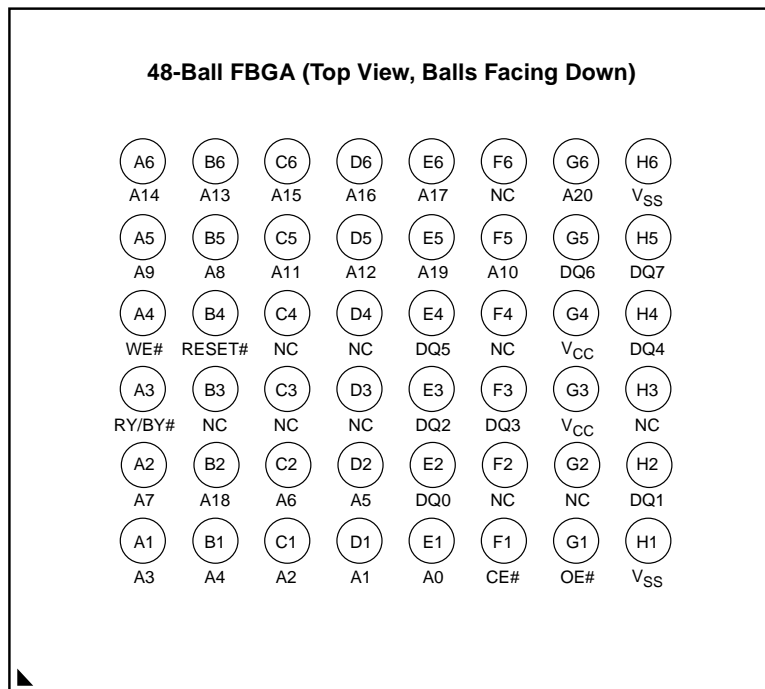 48-Ball FBGA (Top View, Balls Facing Down)
A6 B6 C6 D6 E6 F6 G6 H6
A14 A13 A15 A16 A17 NC A20 VSS
A5 B5 C5 D5 E5 F5 G5 H5
A9 A8 A11 A12 A19 A10 DQ6 DQ7
A4 B4 C4 D4 E4 F4 G4 H4
WE# RESET# NC NC DQ5 NC VCC DQ4
A3 B3 C3 D3 E3 F3 G3 H3
RY/BY# NC NC NC DQ2 DQ3 VCC NC
A2 B2 C2 D2 E2 F2 G2 H2
A7 A18 A6 A5 DQ0 NC NC DQ1
A1 B1 C1 D1 E1 F1 G1 H1
A3 A4 A2 A1 A0 CE# OE# VSS